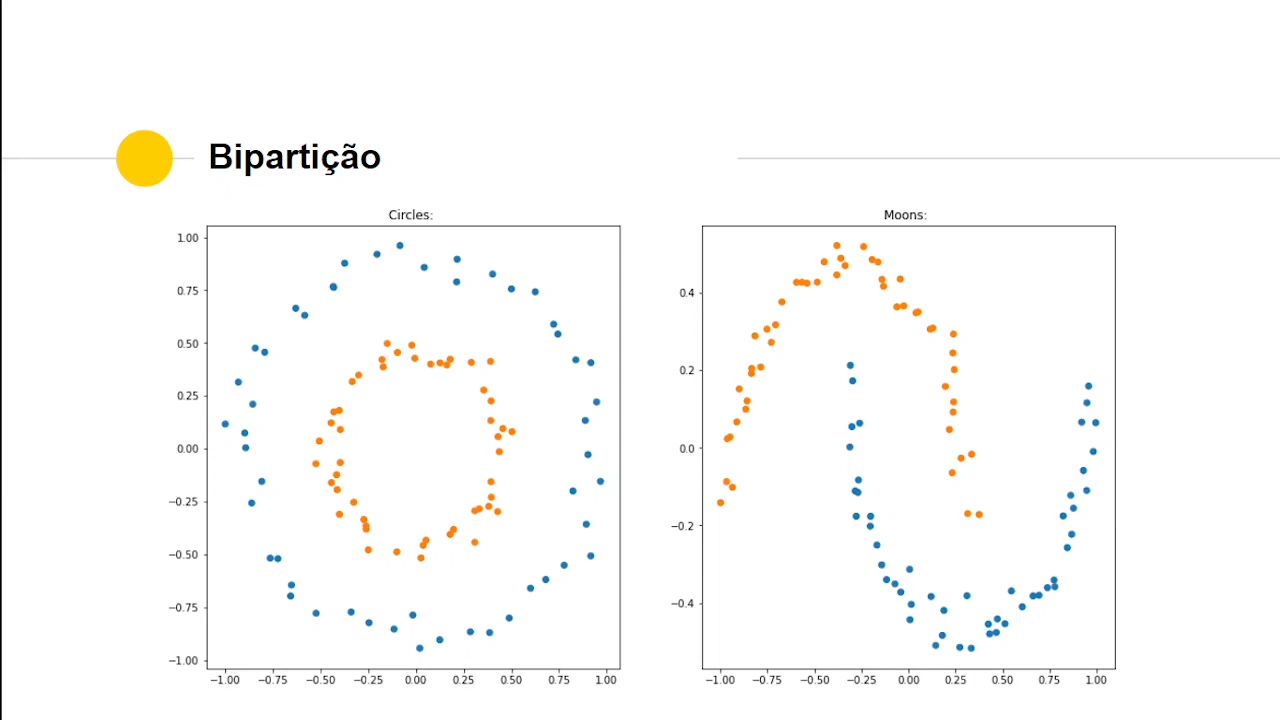 Bipartição
Circles:
1.00
0.75
0.50
0.25
0.00
−0.25
−0.50
−0.75
−1.00
−1.00 −0.75 −0.50 −0.25 0.00 0.25 0.50 0.75 1.00
Moons:
0.4
0.2
0.0
−0.2
−0.4
−1.00 −0.75 −0.50 −0.25 0.00 0.25 0.50 0.75 1.00